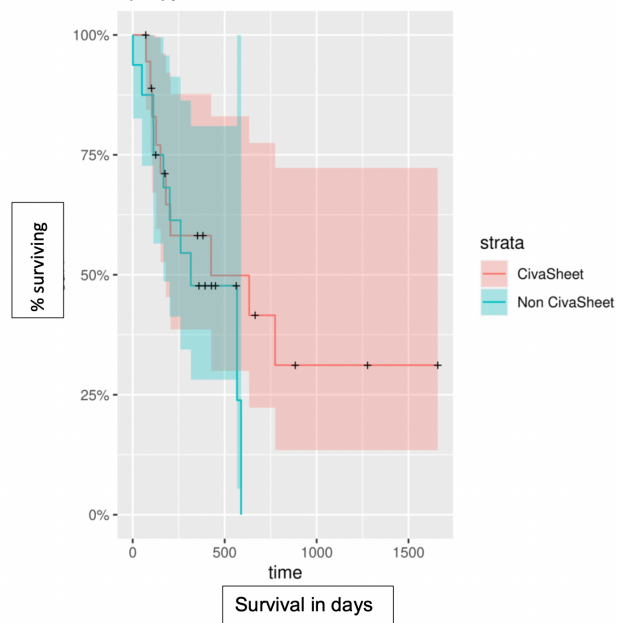 100%
75%
50%
25%
0%
% surviving
0 500 1000 1500
time
Survival in days
strata
CivaSheet
Non CivaSheet